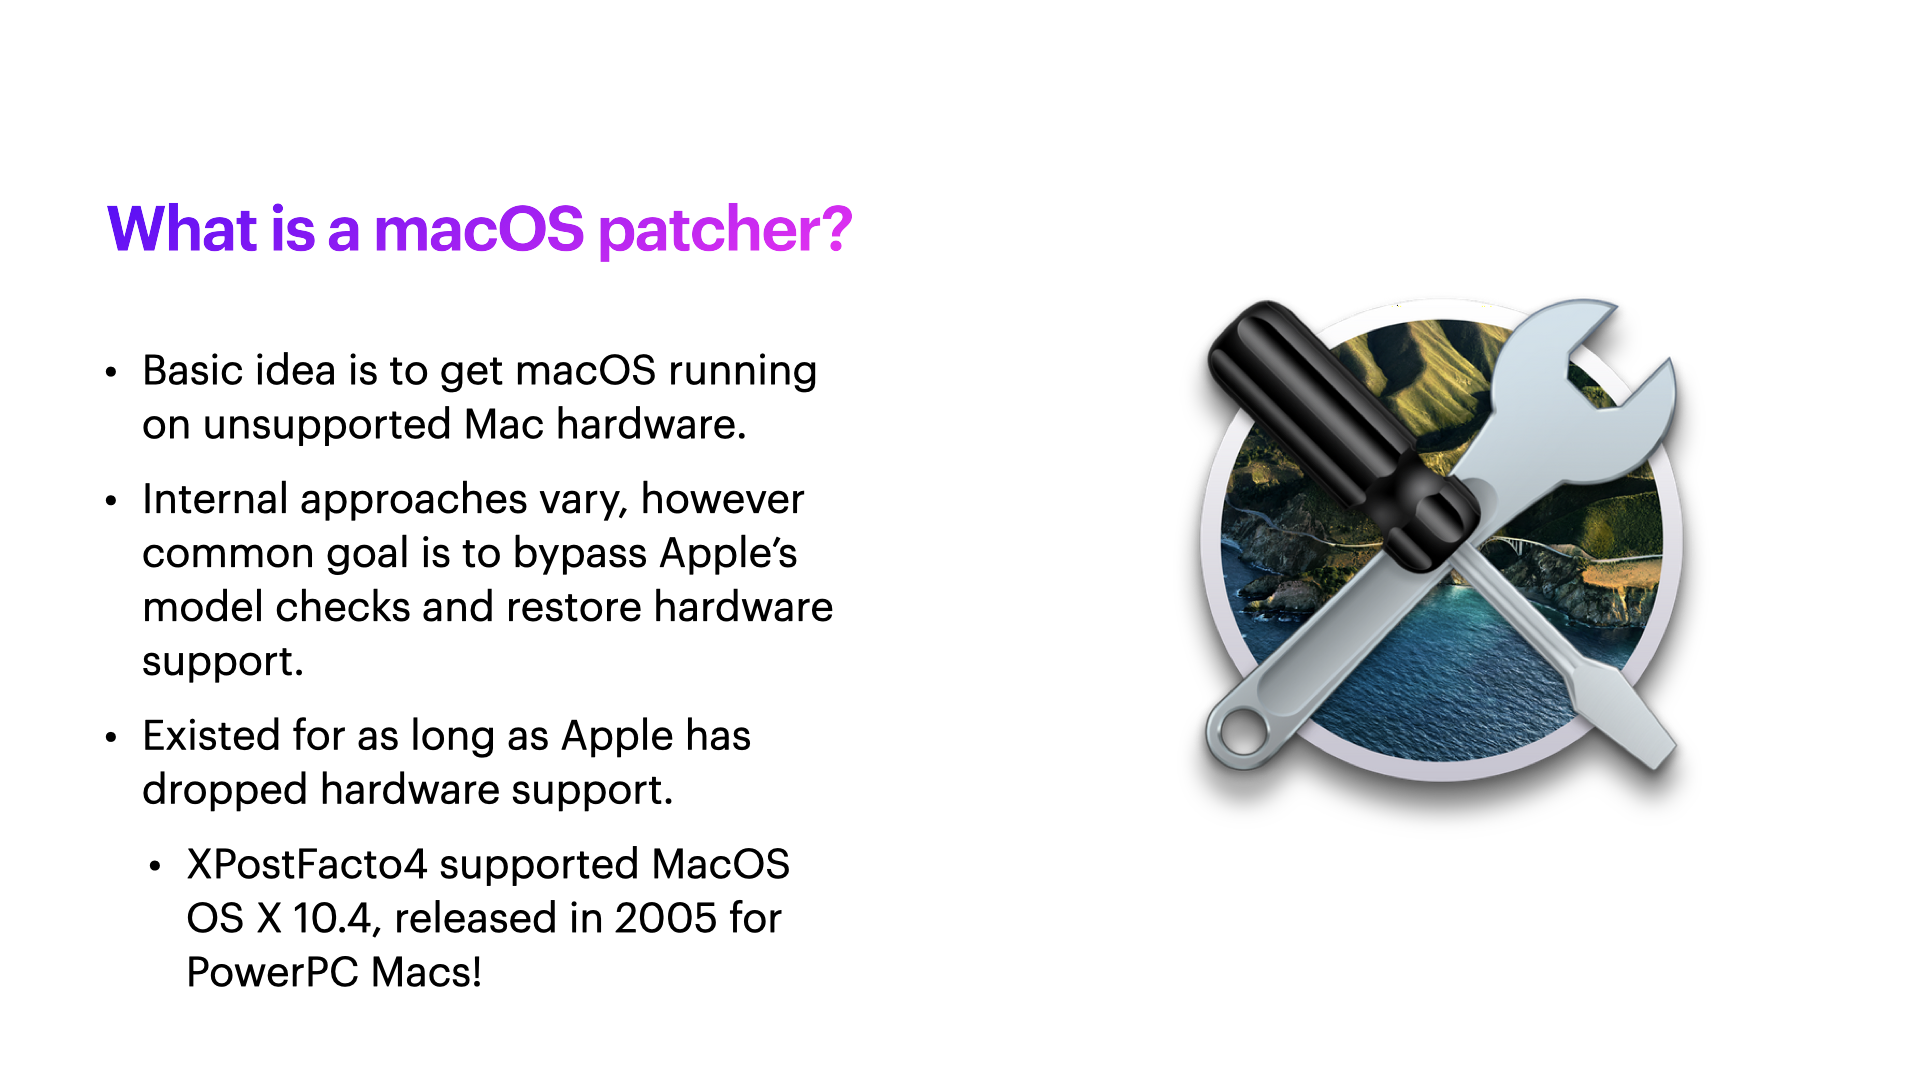 What is a macOS patcher?
• Basic idea is to get macOS running
on unsupported Mac hardware.
• Internal approaches vary, however
common goal is to bypass Apple’s
model checks and restore hardware
support.
• Existed for as long as Apple has
dropped hardware support.
• XPostFacto4 supported MacOS
OS X 10.4, released in 2005 for
PowerPC Macs!